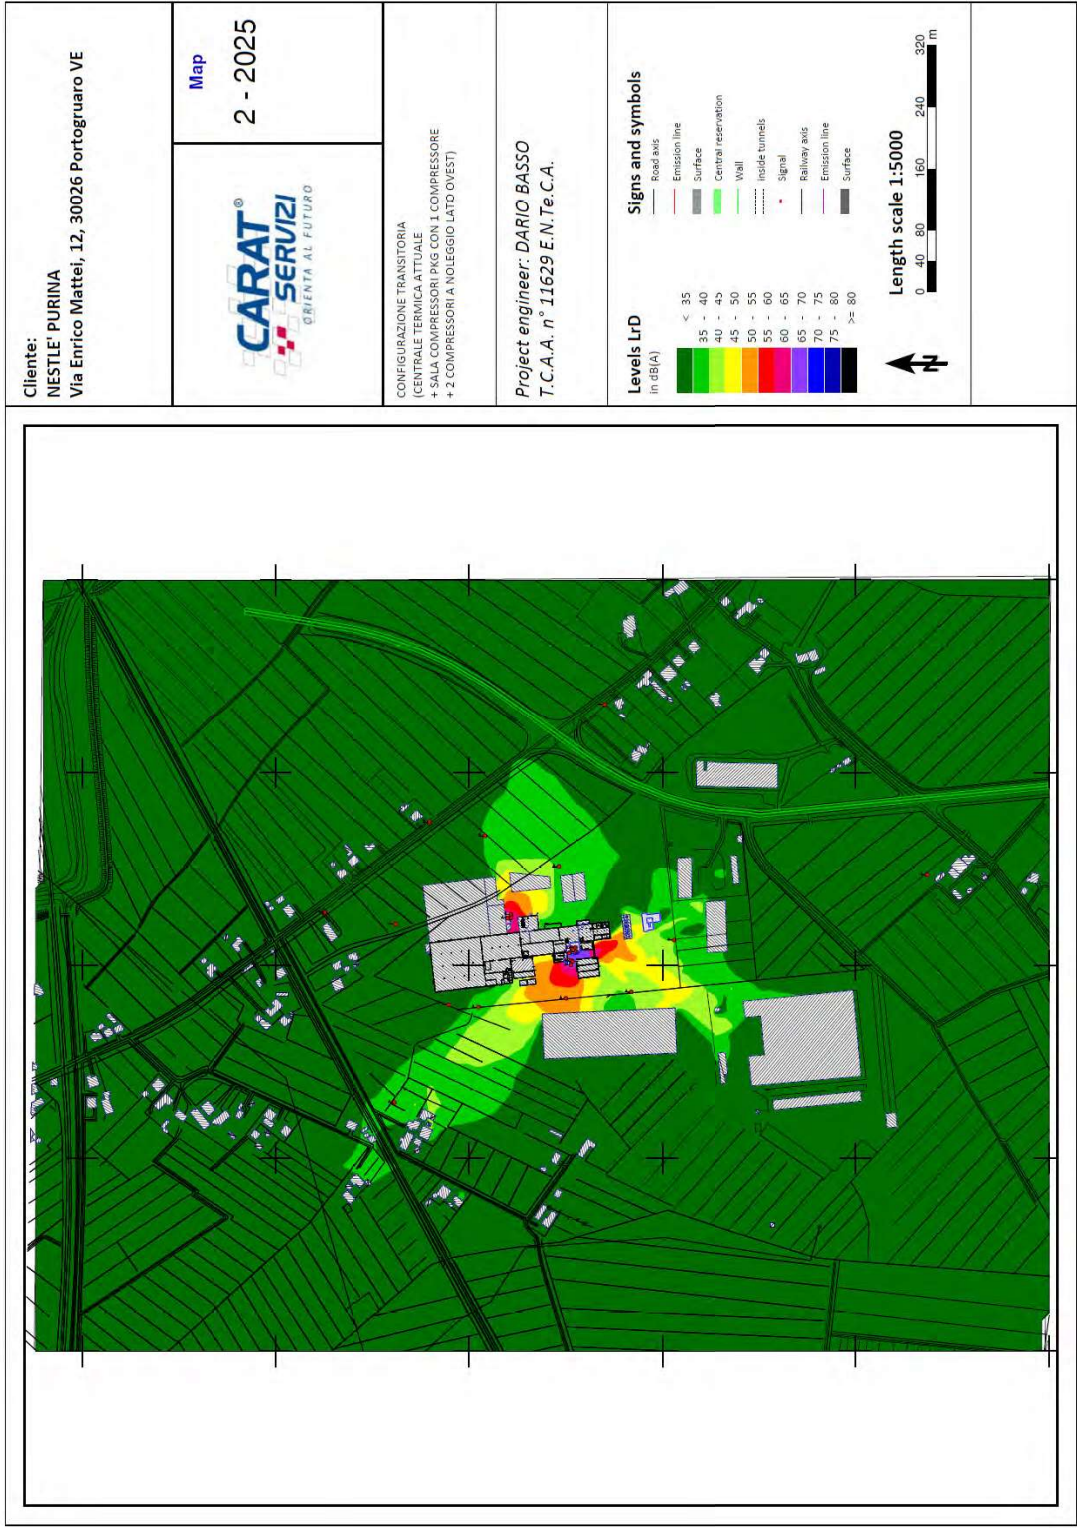 Cliente:
NESTLE' PURINA
Via Enrico Mattei, 12, 30026 Portogruaro VE
Map
2 - 2025
CARAT®
SERVIZI
ORIENTA AL FUTURO
CONFIGURAZIONE TRANSITORIA
(CENTRALE TERMICA ATTUALE
+ SALA COMPRESSORI PKG CON 1 COMPRESSORE
+ 2 COMPRESSORI A NOLEGGIO LATO OVEST)
Project engineer: DARIO BASSO
T.C.A.A. n° 11629 E.N.Te.C.A.
Levels LrD
in dB(A)
< 35
35 - 40
40 - 45
45 - 50
50 - 55
55 - 60
60 - 65
65 - 70
70 - 75
75 - 80
>= 80
Signs and symbols
Road axis
Emission line
Surface
Central reservation
Wall
inside tunnels
Signal
Railway axis
Emission line
Surface
N
Length scale 1:5000
0 40 80 160 240 320
m